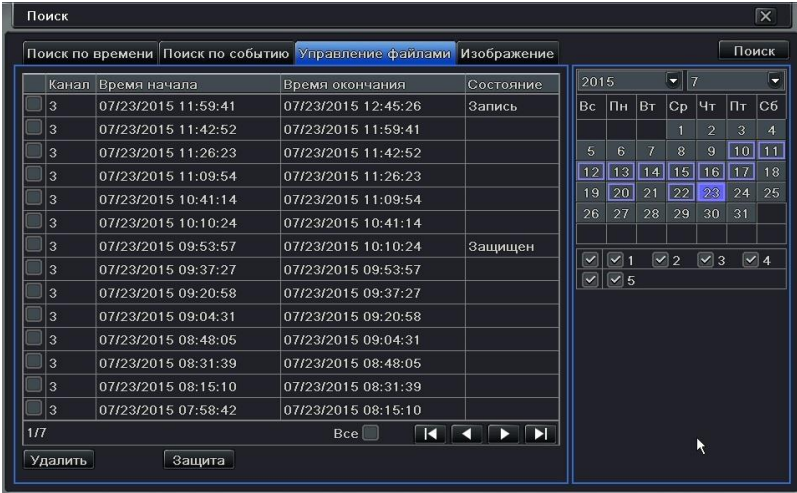 Поиск
Поиск по времени Поиск по событию Управление файлами Изображение Поиск
Канал Время начала Время окончания Состояние
3 07/23/2015 11:59:41 07/23/2015 12:45:26 Запись
3 07/23/2015 11:42:52 07/23/2015 11:59:41
3 07/23/2015 11:26:23 07/23/2015 11:42:52
3 07/23/2015 11:09:54 07/23/2015 11:26:23
3 07/23/2015 10:41:14 07/23/2015 11:09:54
3 07/23/2015 10:10:24 07/23/2015 10:41:14
3 07/23/2015 09:53:57 07/23/2015 10:10:24 Защищен
3 07/23/2015 09:37:27 07/23/2015 09:53:57
3 07/23/2015 09:20:58 07/23/2015 09:37:27
3 07/23/2015 09:04:31 07/23/2015 09:20:58
3 07/23/2015 08:48:05 07/23/2015 09:04:31
3 07/23/2015 08:31:39 07/23/2015 08:48:05
3 07/23/2015 08:15:10 07/23/2015 08:31:39
3 07/23/2015 07:58:42 07/23/2015 08:15:10
1/7 Все
Удалить Защита
2015 7
Вс Пн Вт Ср Чт Пт Сб
1 2 3 4
5 6 7 8 9 10 11
12 13 14 15 16 17 18
19 20 21 22 23 24 25
26 27 28 29 30 31
1 2 3 4
5